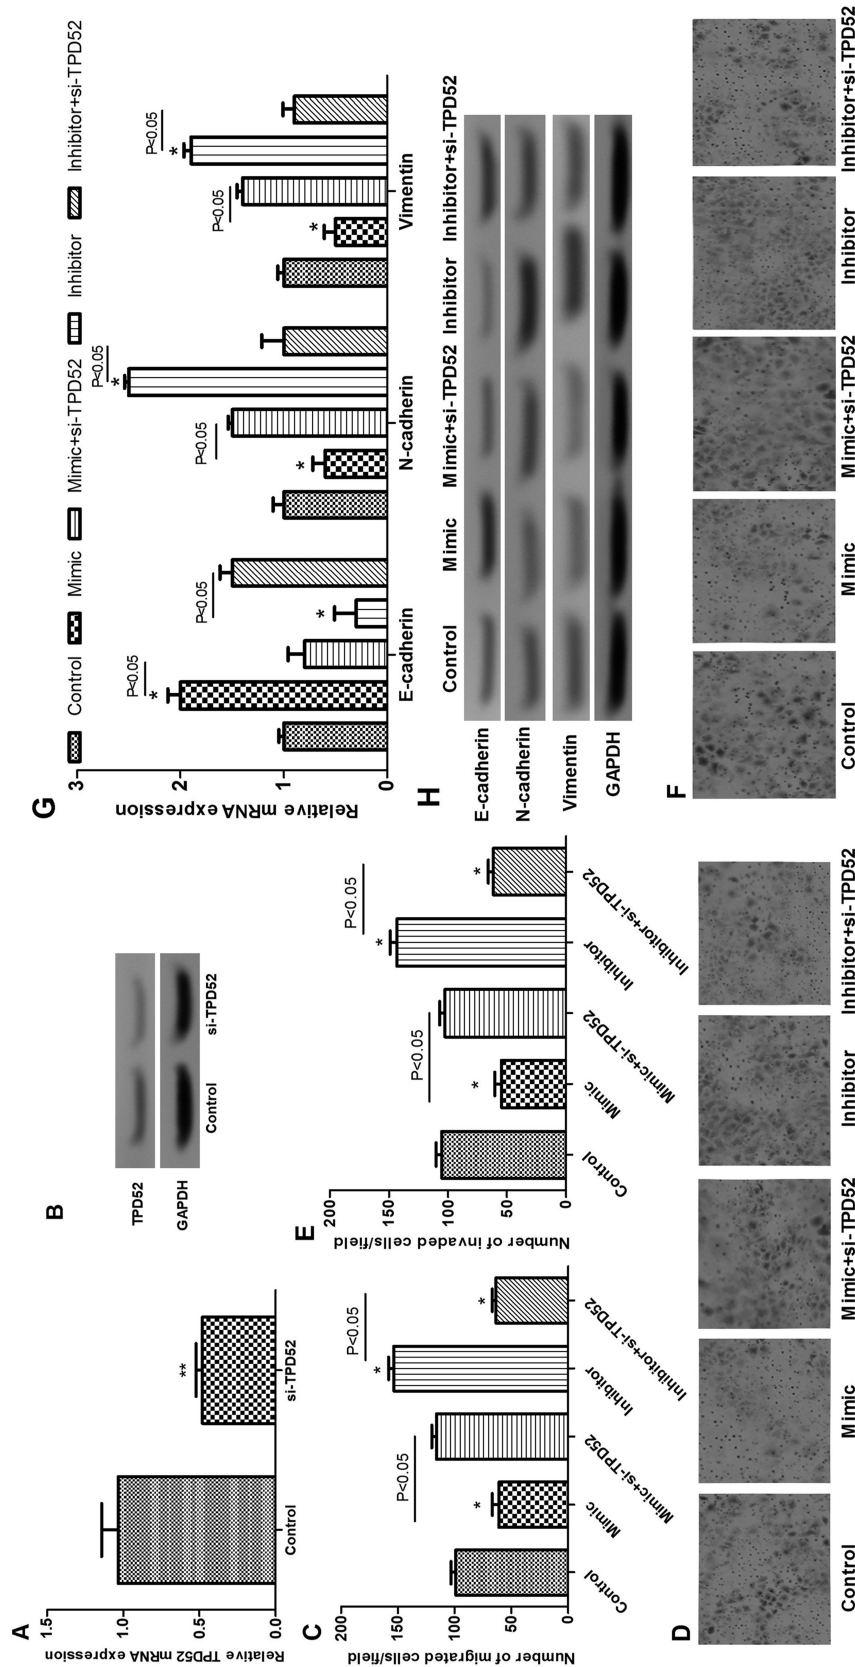 A
Relative TPD52 mRNA expression
1.5
1.0
0.5
0.0
**
Control
si-TPD52
B
TPD52
GAPDH
Control
si-TPD52
C
Number of migrated cells/field
200
150
100
50
0
*
P<0.05
*
P<0.05
*
Control
Mimic
Mimic+si-TPD52
Inhibitor
Inhibitor+si-TPD52
E
Number of invaded cells/field
200
150
100
50
0
*
P<0.05
*
P<0.05
*
Control
Mimic
Mimic+si-TPD52
Inhibitor
Inhibitor+si-TPD52
D
Control
Mimic
Mimic+si-TPD52
Inhibitor
Inhibitor+si-TPD52
G
Control
Mimic
Mimic+si-TPD52
Inhibitor
Inhibitor+si-TPD52
Relative mRNA expression
3
2
1
0
*
P<0.05
*
P<0.05
*
P<0.05
*
P<0.05
*
P<0.05
*
P<0.05
E-cadherin
N-cadherin
Vimentin
H
Control
Mimic
Mimic+si-TPD52
Inhibitor
Inhibitor+si-TPD52
E-cadherin
N-cadherin
Vimentin
GAPDH
F
Control
Mimic
Mimic+si-TPD52
Inhibitor
Inhibitor+si-TPD52